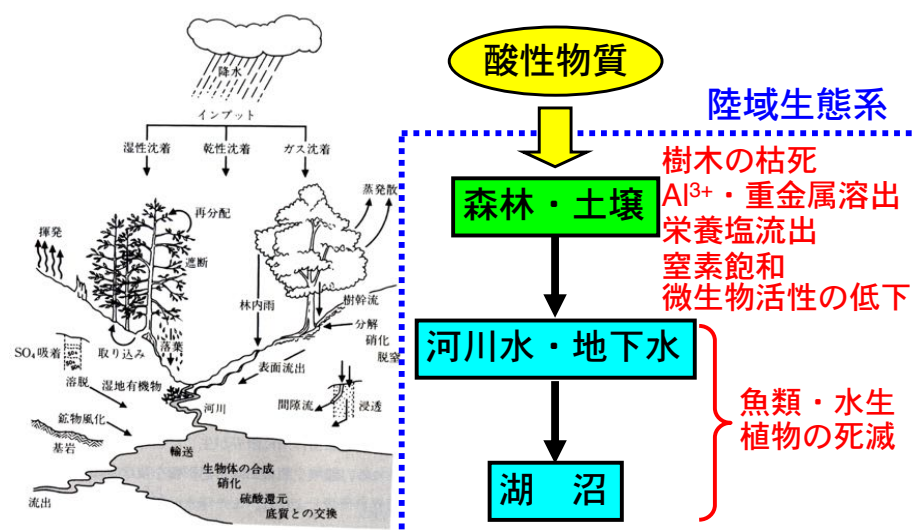 降水
インプット
湿性沈着
乾性沈着
ガス沈着
蒸発散
再分配
揮発
遮断
林内雨
樹幹流
分解
硝化
脱窒
SO₄吸着
取り込み
落葉
表面流出
溶脱
湿地有機物
間隙流
浸透
河川
鉱物風化
基岩
輸送
生物体の合成
硝化
硫酸還元
底質との交換
流出
酸性物質
陸域生態系
森林・土壌
樹木の枯死
Al³⁺・重金属溶出
栄養塩流出
窒素飽和
微生物活性の低下
河川水・地下水
魚類・水生
植物の死滅
湖 沼